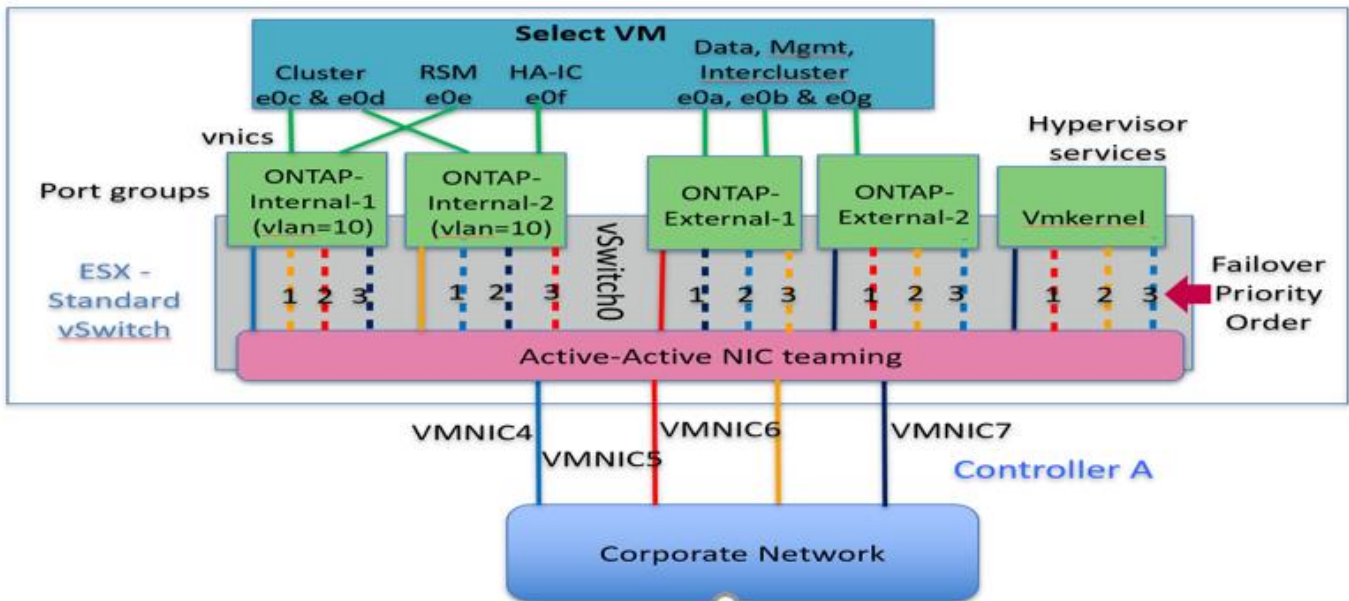 Select VM
Cluster
e0c & e0d
RSM
e0e
HA-IC
e0f
Data, Mgmt,
Intercluster
e0a, e0b & e0g
vnics
Hypervisor
services
Port groups
ONTAP-
Internal-1
(vlan=10)
ONTAP-
Internal-2
(vlan=10)
ONTAP-
External-1
ONTAP-
External-2
Vmkernel
ESX -
Standard
vSwitch
vSwitch0
1 2 3
1 2 3
1 2 3
1 2 3
1 2 3
Failover
Priority
Order
Active-Active NIC teaming
VMNIC4
VMNIC5
VMNIC6
VMNIC7
Controller A
Corporate Network